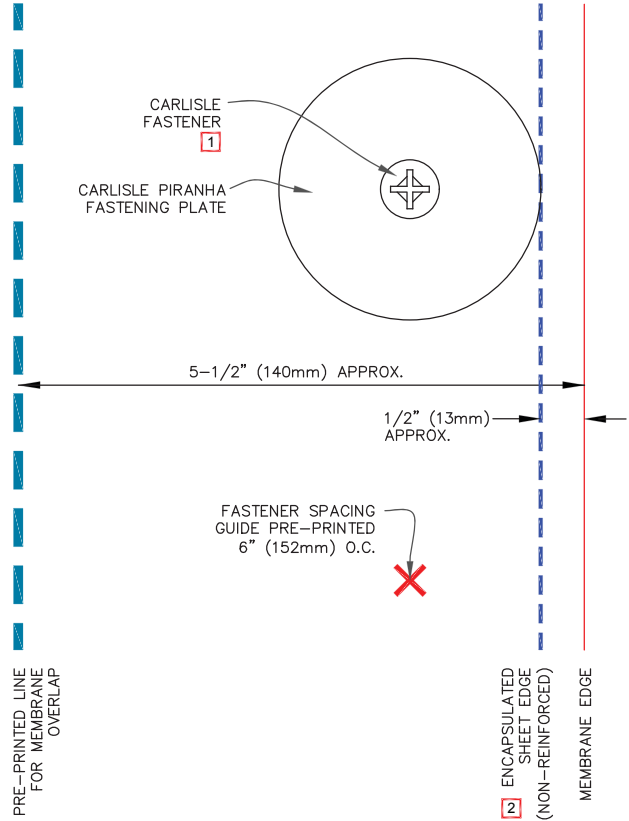 CARLISLE
FASTENER
1
CARLISLE PIRANHA
FASTENING PLATE
5-1/2" (140mm) APPROX.
1/2" (13mm)
APPROX.
FASTENER SPACING
GUIDE PRE-PRINTED
6" (152mm) O.C.
PRE-PRINTED LINE
FOR MEMBRANE
OVERLAP
2 ENCAPSULATED
SHEET EDGE
(NON-REINFORCED)
MEMBRANE EDGE